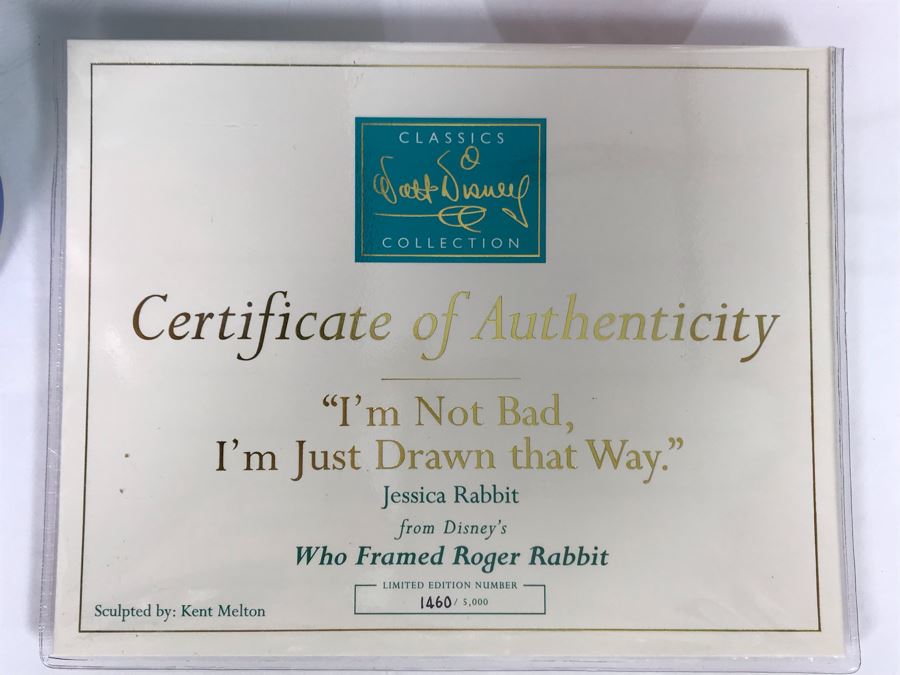 CLASSICS
Walt Disney
COLLECTION
Certificate of Authenticity
“I’m Not Bad,
I’m Just Drawn that Way.”
Jessica Rabbit
from Disney’s
Who Framed Roger Rabbit
LIMITED EDITION NUMBER
1460/ 5,000
Sculpted by: Kent Melton